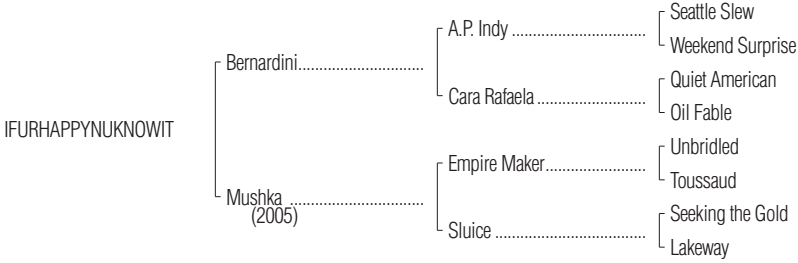 Seattle Slew
A.P. Indy ..................................
Weekend Surprise
Bernardini..............................
Quiet American
Cara Rafaela ...........................
Oil Fable
IFURHAPPYNUKNOWIT
Unbridled
Empire Maker.........................
Toussaud
Mushka ................................
(2005)
Seeking the Gold
Sluice ......................................
Lakeway